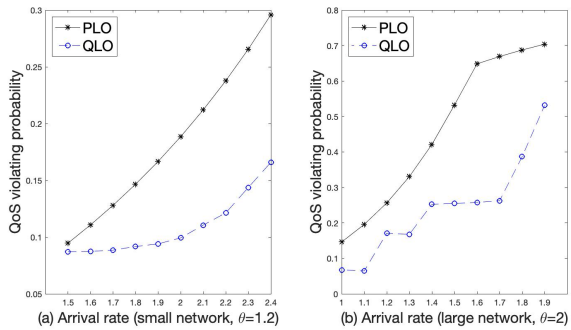 0.3
PLO
QLO
0.25
0.2
0.15
0.1
0.05
QoS violating probability
1.5 1.6 1.7 1.8 1.9 2 2.1 2.2 2.3 2.4
(a) Arrival rate (small network, θ=1.2)
0.8
PLO
QLO
0.7
0.6
0.5
0.4
0.3
0.2
0.1
0
QoS violating probability
1 1.1 1.2 1.3 1.4 1.5 1.6 1.7 1.8 1.9
(b) Arrival rate (large network, θ=2)